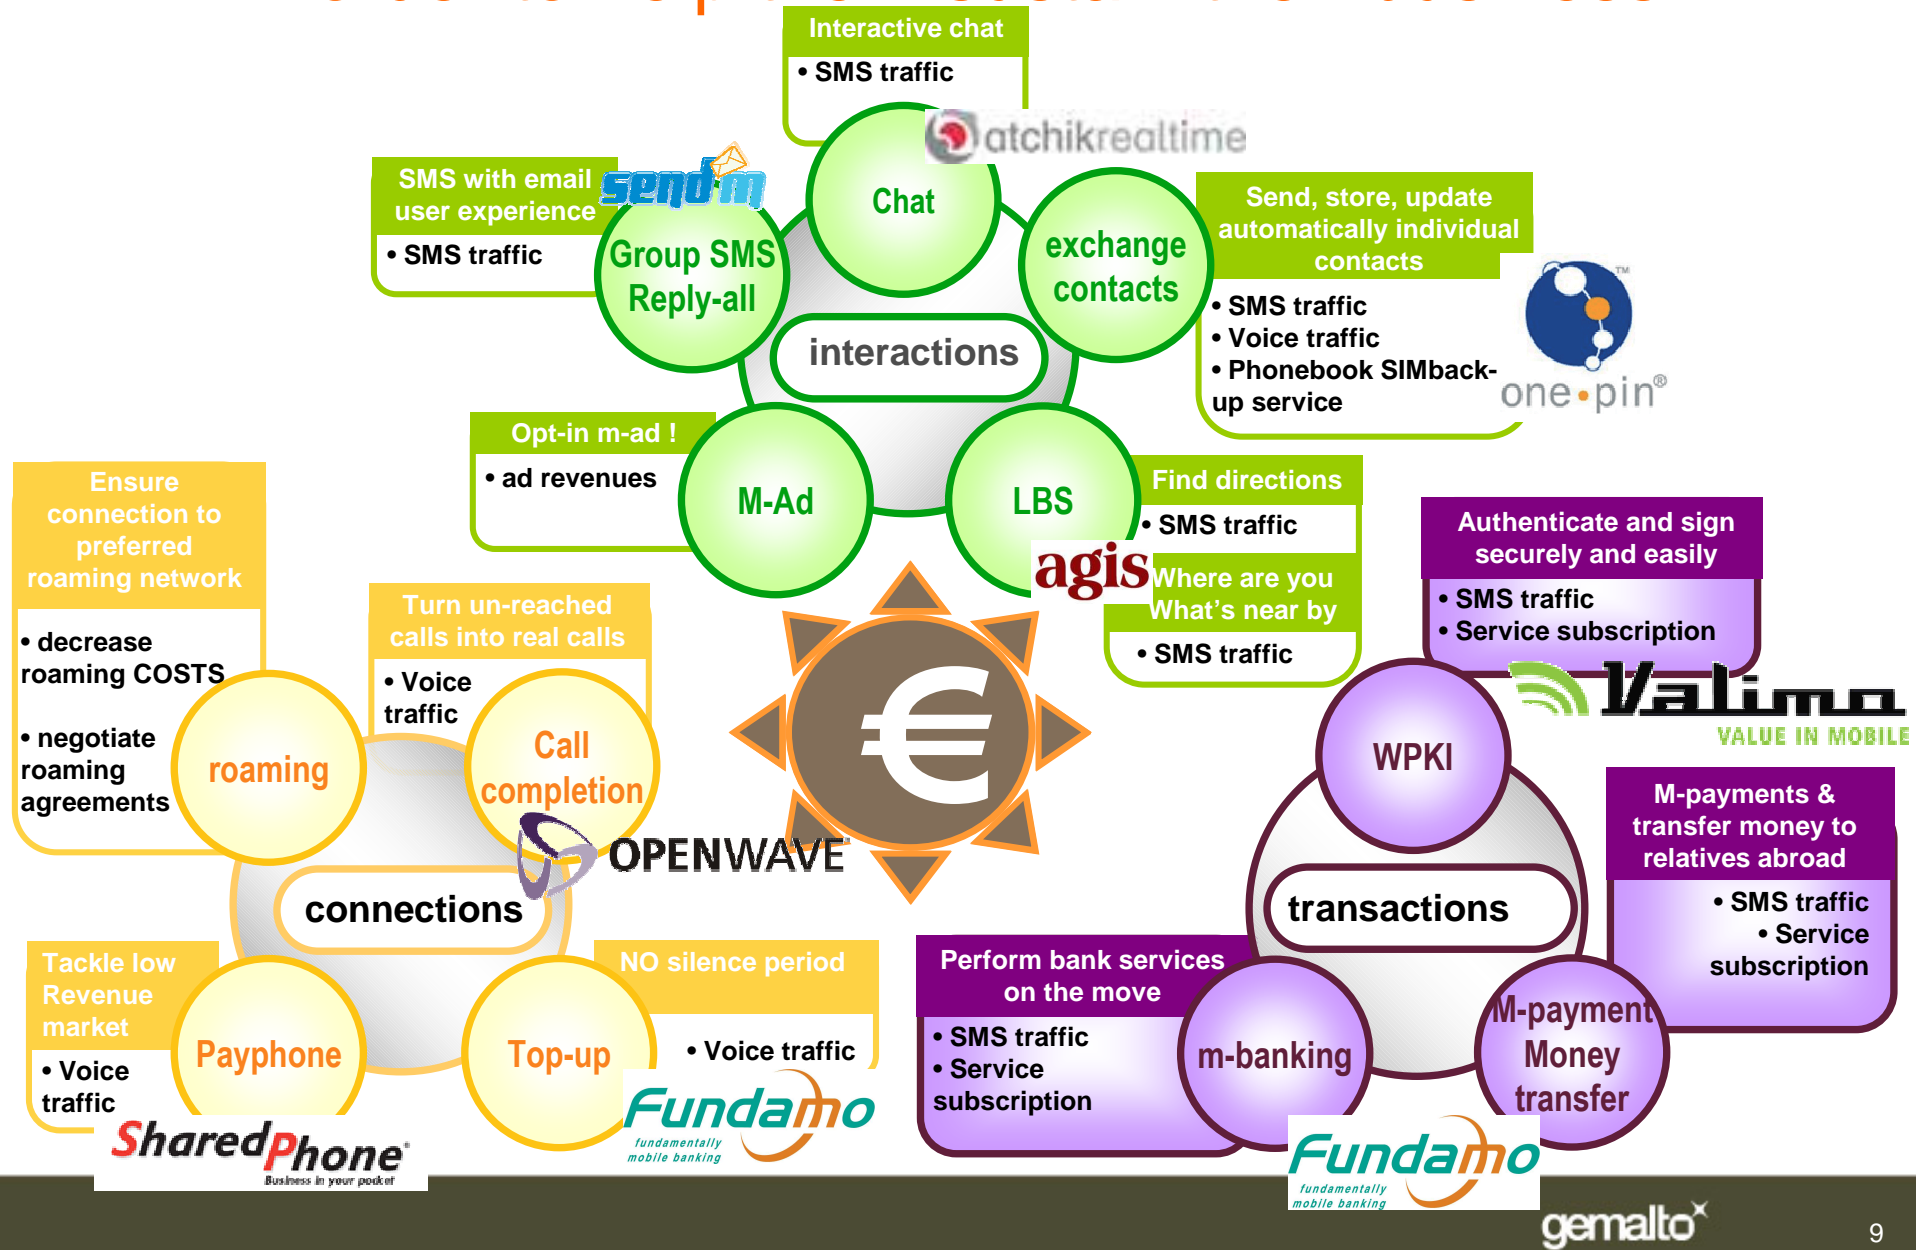 Interactive chat
• SMS traffic
atchikrealtime
Chat
SMS with email
user experience
• SMS traffic
sendm
Group SMS
Reply-all
exchange
contacts
Send, store, update
automatically individual
contacts
• SMS traffic
• Voice traffic
• Phonebook SIMback-
up service
TM
one•pin®
interactions
Opt-in m-ad !
• ad revenues
M-Ad
LBS
agis
Find directions
• SMS traffic
Where are you
What's near by
• SMS traffic
Ensure
connection to
preferred
roaming network
• decrease
roaming COSTS
• negotiate
roaming
agreements
roaming
Turn un-reached
calls into real calls
• Voice
traffic
Call
completion
OPENWAVE
€
connections
Tackle low
Revenue
market
• Voice
traffic
Payphone
SharedPhone
Business in your pocket
Top-up
NO silence period
• Voice traffic
Fundamo
fundamentally
mobile banking
Authenticate and sign
securely and easily
• SMS traffic
• Service subscription
Valimo
VALUE IN MOBILE
WPKI
M-payments &
transfer money to
relatives abroad
• SMS traffic
• Service
subscription
transactions
Perform bank services
on the move
• SMS traffic
• Service
subscription
m-banking
M-payment
Money
transfer
Fundamo
fundamentally
mobile banking
gemalto
9